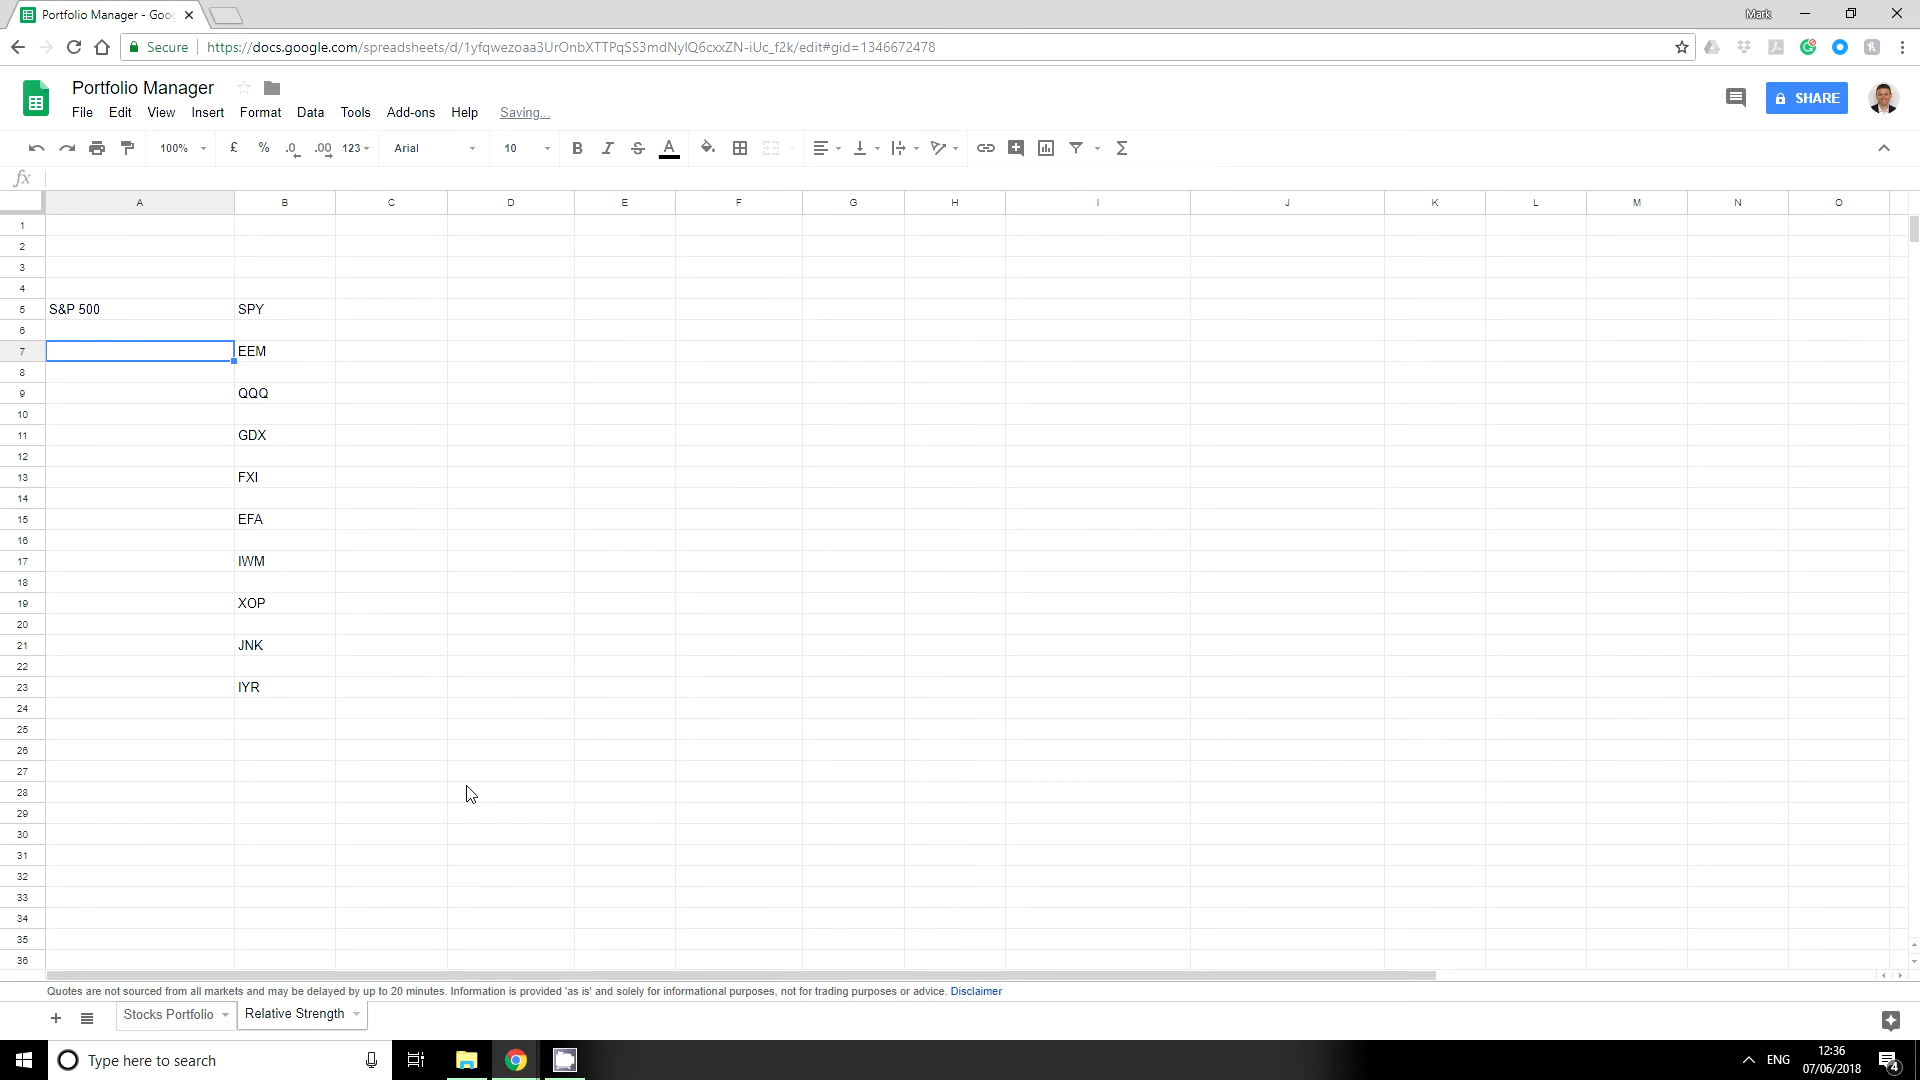 Portfolio Manager - Goo
Mark
Secure https://docs.google.com/spreadsheets/d/1yfqwezoaa3UrOnbXTTPqSS3mdNylQ6cxxZN-iUc_f2k/edit#gid=1346672478
Portfolio Manager
File Edit View Insert Format Data Tools Add-ons Help Saving...
SHARE
100% £ % .0 .00 123 Arial 10 B I S A
fx
A B C D E F G H I J K L M N O
1
2
3
4
5 S&P 500 SPY
6
7 EEM
8
9 QQQ
10
11 GDX
12
13 FXI
14
15 EFA
16
17 IWM
18
19 XOP
20
21 JNK
22
23 IYR
24
25
26
27
28
29
30
31
32
33
34
35
36
Quotes are not sourced from all markets and may be delayed by up to 20 minutes. Information is provided 'as is' and solely for informational purposes, not for trading purposes or advice. Disclaimer
Stocks Portfolio Relative Strength
Type here to search
ENG
12:36
07/06/2018
4